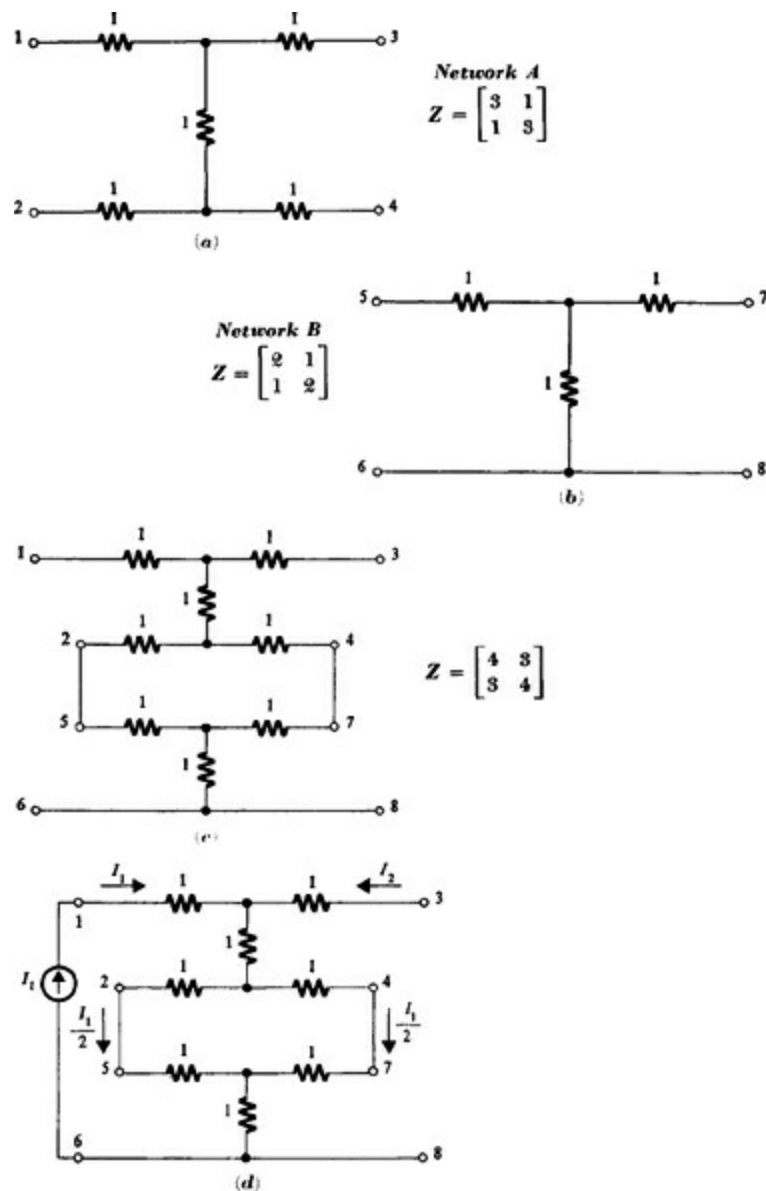 1 1 1 3
Network A
Z = [3 1
1 3]
1
2 1 1 4
(a)
5 1 1 7
Network B
Z = [2 1
1 2]
1
6 8
(b)
1 1 1 3
1
2 1 1 4
Z = [4 3
3 4]
5 1 1 7
1
6 8
(c)
I₁ 1 1 I₂
1 3
1
I₁
2 1 1 4
I₁/2 I₁/2
5 1 1 7
1
6 8
(d)